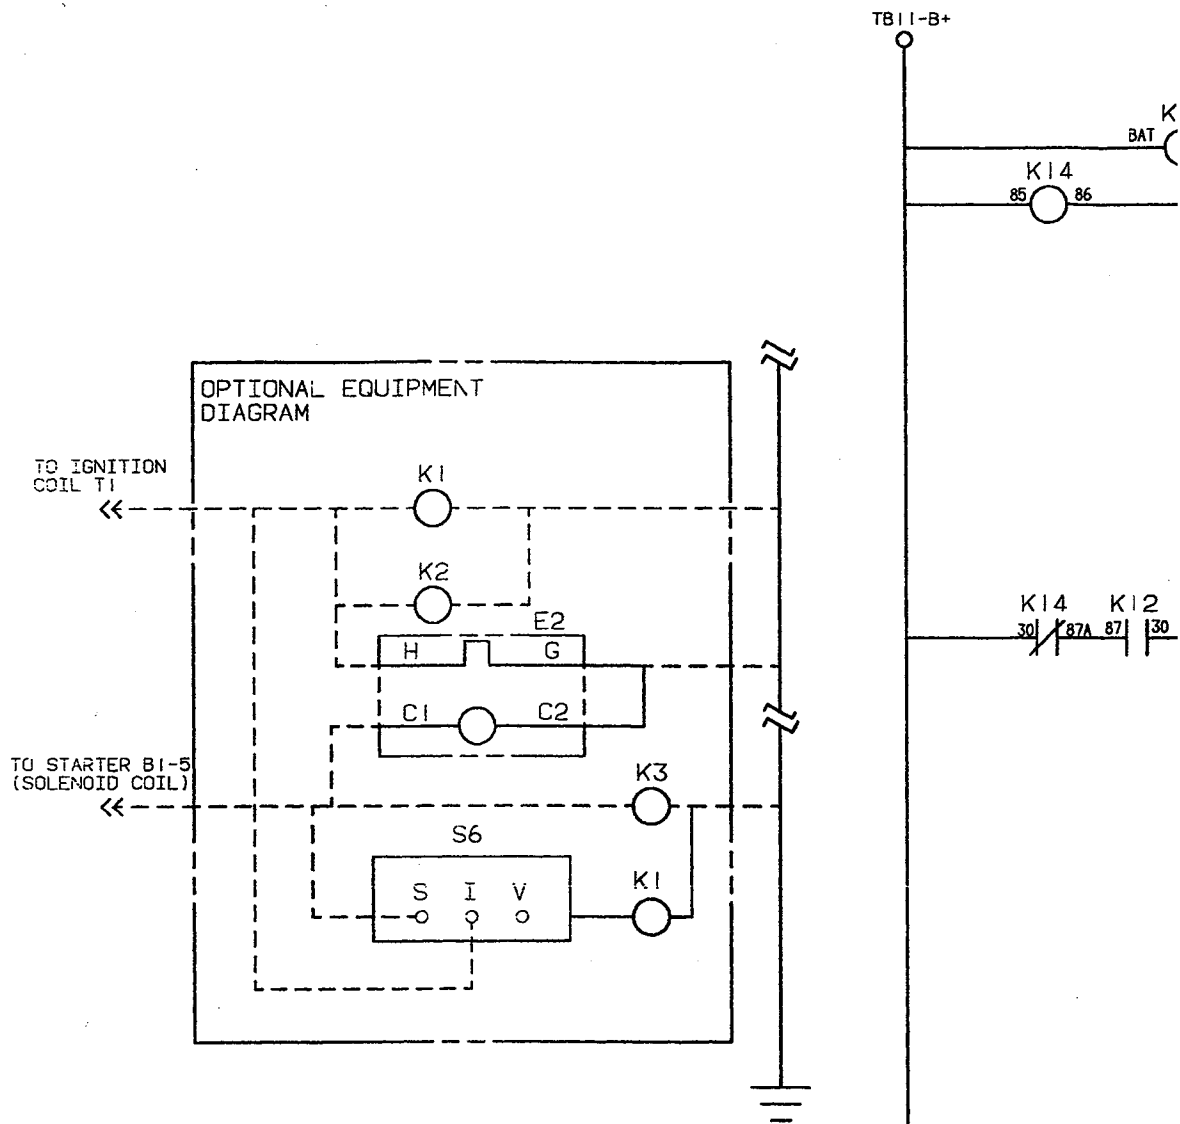 TB11-B+
K
BAT
K14
85 86
OPTIONAL EQUIPMENT
DIAGRAM
TO IGNITION
COIL T1
K1
K2
E2
H G
C1 C2
K14 K12
30 87A 87 30
TO STARTER B1-5
(SOLENOID COIL)
K3
S6
S I V
K1